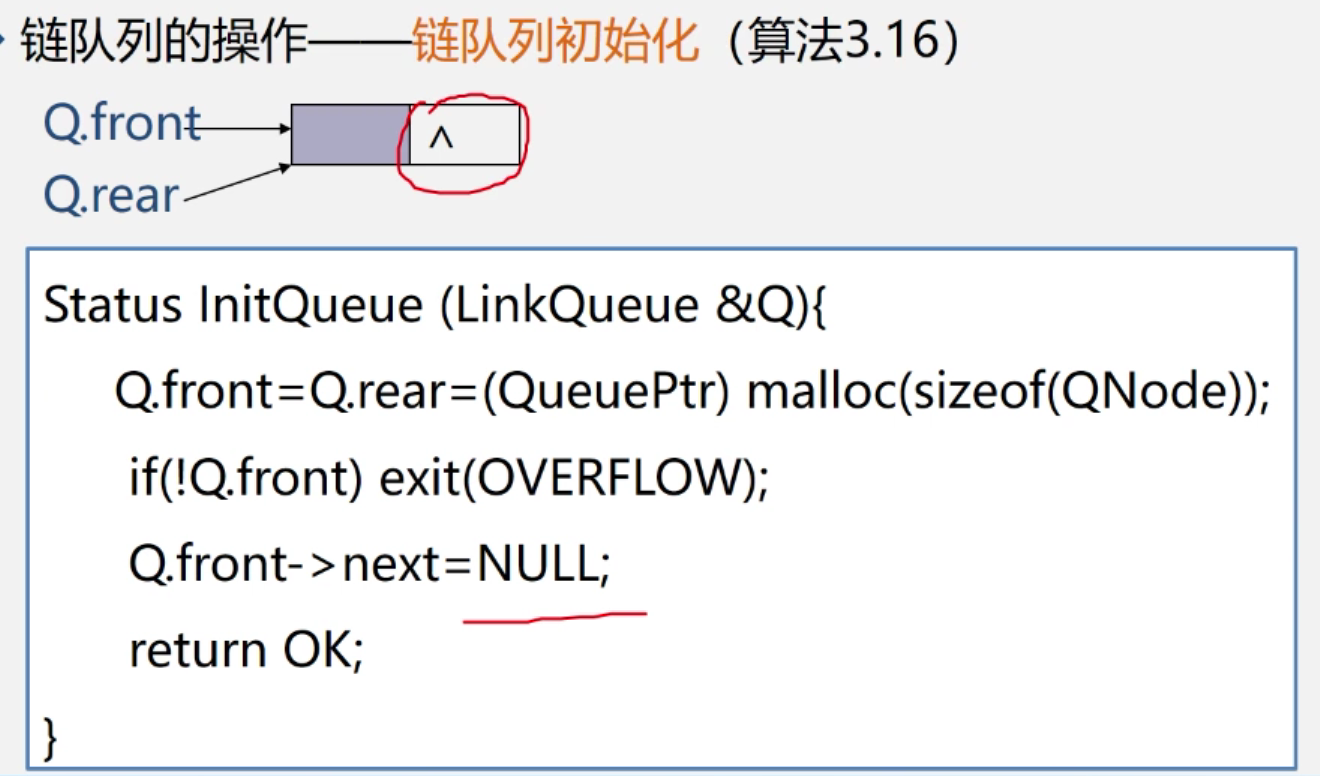 链队列的操作——链队列初始化（算法3.16）
Q.front
^
Q.rear
Status InitQueue (LinkQueue &Q){
Q.front=Q.rear=(QueuePtr) malloc(sizeof(QNode));
if(!Q.front) exit(OVERFLOW);
Q.front->next=NULL;
return OK;
}